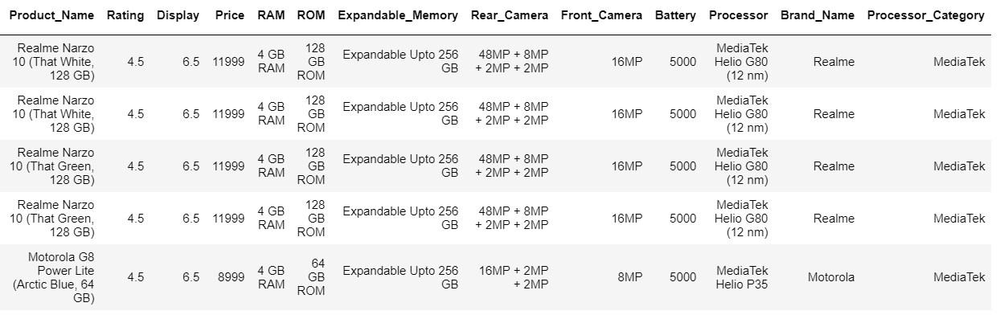 Product_Name Rating Display Price RAM ROM Expandable_Memory Rear_Camera Front_Camera Battery Processor Brand_Name Processor_Category
Realme Narzo 10 (That White, 128 GB) 4.5 6.5 11999 4 GB RAM 128 GB ROM Expandable Upto 256 GB 48MP + 8MP + 2MP + 2MP 16MP 5000 MediaTek Helio G80 (12 nm) Realme MediaTek
Realme Narzo 10 (That White, 128 GB) 4.5 6.5 11999 4 GB RAM 128 GB ROM Expandable Upto 256 GB 48MP + 8MP + 2MP + 2MP 16MP 5000 MediaTek Helio G80 (12 nm) Realme MediaTek
Realme Narzo 10 (That Green, 128 GB) 4.5 6.5 11999 4 GB RAM 128 GB ROM Expandable Upto 256 GB 48MP + 8MP + 2MP + 2MP 16MP 5000 MediaTek Helio G80 (12 nm) Realme MediaTek
Realme Narzo 10 (That Green, 128 GB) 4.5 6.5 11999 4 GB RAM 128 GB ROM Expandable Upto 256 GB 48MP + 8MP + 2MP + 2MP 16MP 5000 MediaTek Helio G80 (12 nm) Realme MediaTek
Motorola G8 Power Lite (Arctic Blue, 64 GB) 4.5 6.5 8999 4 GB RAM 64 GB ROM Expandable Upto 256 GB 16MP + 2MP + 2MP 8MP 5000 MediaTek Helio P35 Motorola MediaTek